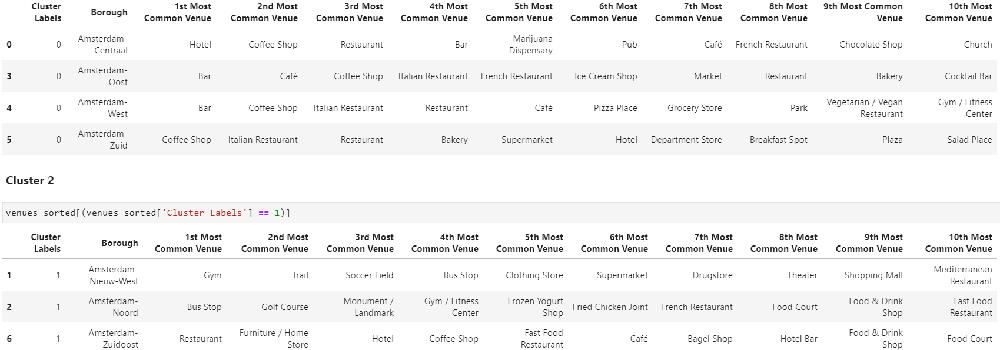 Cluster Labels Borough 1st Most Common Venue 2nd Most Common Venue 3rd Most Common Venue 4th Most Common Venue 5th Most Common Venue 6th Most Common Venue 7th Most Common Venue 8th Most Common Venue 9th Most Common Venue 10th Most Common Venue
0 0 Amsterdam-Centraal Hotel Coffee Shop Restaurant Bar Marijuana Dispensary Pub Café French Restaurant Chocolate Shop Church
3 0 Amsterdam-Oost Bar Café Coffee Shop Italian Restaurant French Restaurant Ice Cream Shop Market Restaurant Bakery Cocktail Bar
4 0 Amsterdam-West Bar Coffee Shop Italian Restaurant Restaurant Café Pizza Place Grocery Store Park Vegetarian / Vegan Restaurant Gym / Fitness Center
5 0 Amsterdam-Zuid Coffee Shop Italian Restaurant Restaurant Bakery Supermarket Hotel Department Store Breakfast Spot Plaza Salad Place
Cluster 2
venues_sorted[(venues_sorted['Cluster Labels'] == 1)]
Cluster Labels Borough 1st Most Common Venue 2nd Most Common Venue 3rd Most Common Venue 4th Most Common Venue 5th Most Common Venue 6th Most Common Venue 7th Most Common Venue 8th Most Common Venue 9th Most Common Venue 10th Most Common Venue
1 1 Amsterdam-Nieuw-West Gym Trail Soccer Field Bus Stop Clothing Store Supermarket Drugstore Theater Shopping Mall Mediterranean Restaurant
2 1 Amsterdam-Noord Bus Stop Golf Course Monument / Landmark Gym / Fitness Center Frozen Yogurt Shop Fried Chicken Joint French Restaurant Food Court Food & Drink Shop Fast Food Restaurant
6 1 Amsterdam-Zuidoost Restaurant Furniture / Home Store Hotel Coffee Shop Fast Food Restaurant Café Bagel Shop Hotel Bar Food & Drink Shop Food Court